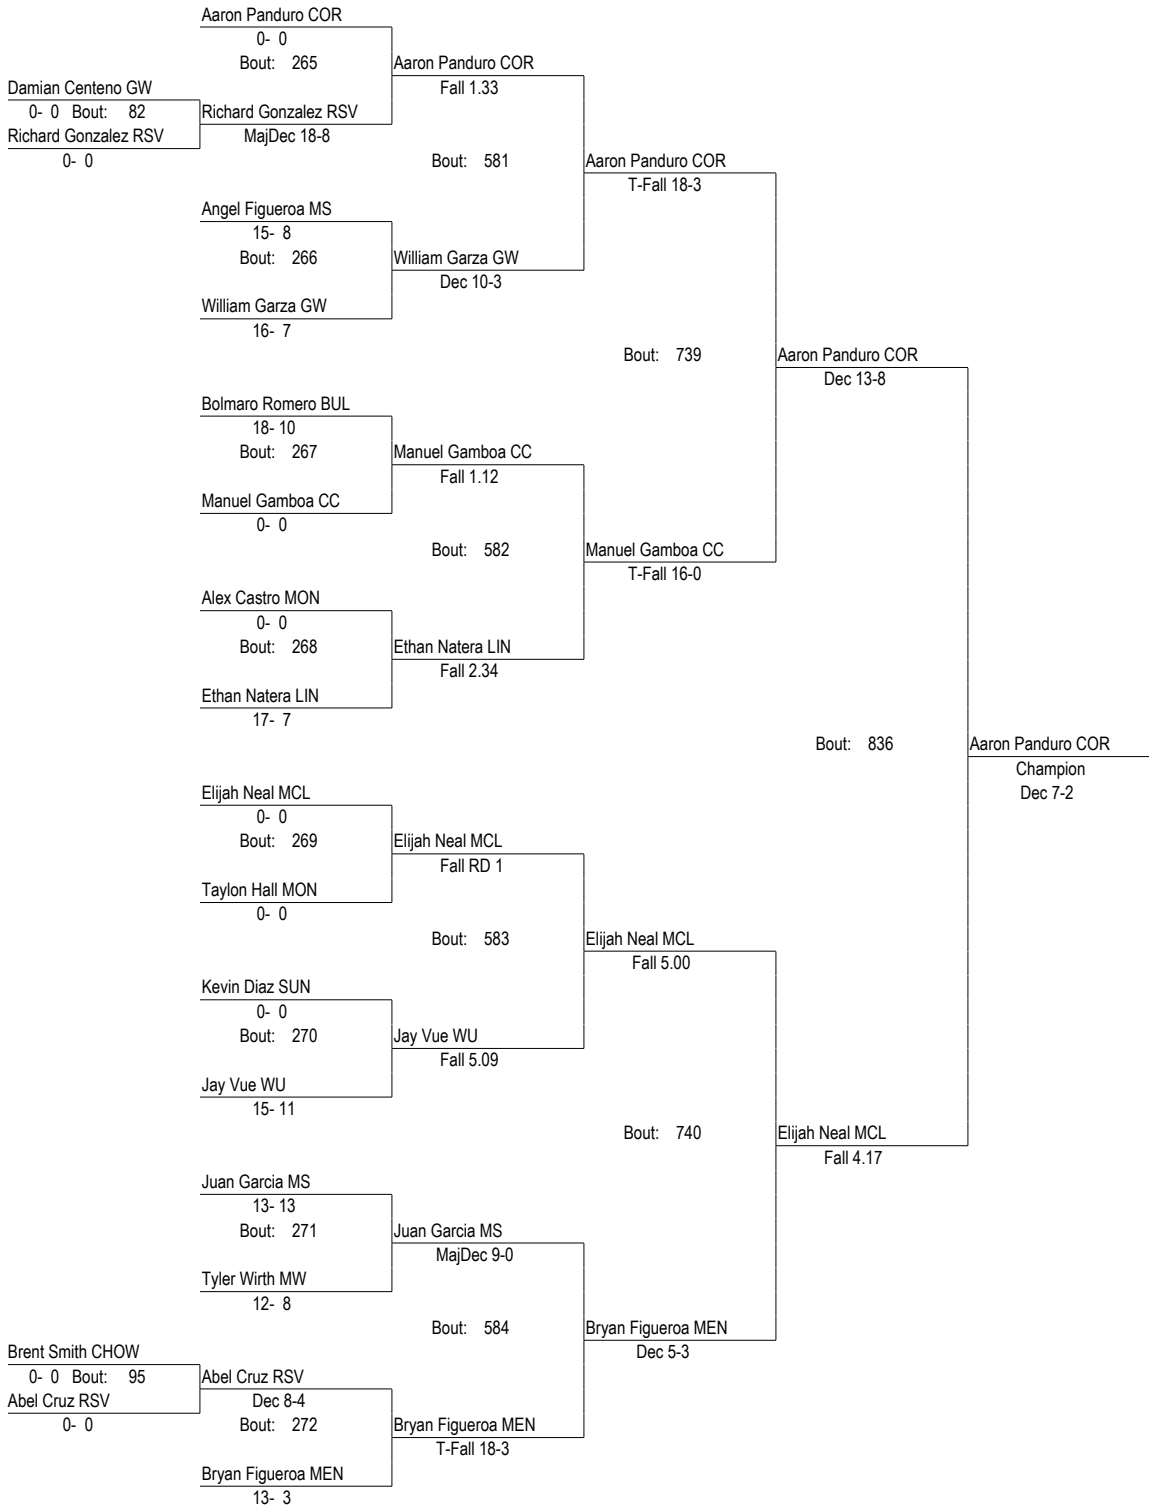 Aaron Panduro COR
0- 0
Bout: 265
Aaron Panduro COR
Fall 1.33
Damian Centeno GW
0- 0 Bout: 82
Richard Gonzalez RSV
MajDec 18-8
Richard Gonzalez RSV
0- 0
Bout: 581
Aaron Panduro COR
T-Fall 18-3
Angel Figueroa MS
15- 8
Bout: 266
William Garza GW
Dec 10-3
William Garza GW
16- 7
Bout: 739
Aaron Panduro COR
Dec 13-8
Bolmaro Romero BUL
18- 10
Bout: 267
Manuel Gamboa CC
Fall 1.12
Manuel Gamboa CC
0- 0
Bout: 582
Manuel Gamboa CC
T-Fall 16-0
Alex Castro MON
0- 0
Bout: 268
Ethan Natera LIN
Fall 2.34
Ethan Natera LIN
17- 7
Bout: 836
Aaron Panduro COR
Champion
Dec 7-2
Elijah Neal MCL
0- 0
Bout: 269
Elijah Neal MCL
Fall RD 1
Taylon Hall MON
0- 0
Bout: 583
Elijah Neal MCL
Fall 5.00
Kevin Diaz SUN
0- 0
Bout: 270
Jay Vue WU
Fall 5.09
Jay Vue WU
15- 11
Bout: 740
Elijah Neal MCL
Fall 4.17
Juan Garcia MS
13- 13
Bout: 271
Juan Garcia MS
MajDec 9-0
Tyler Wirth MW
12- 8
Bout: 584
Bryan Figueroa MEN
Dec 5-3
Brent Smith CHOW
0- 0 Bout: 95
Abel Cruz RSV
Dec 8-4
Abel Cruz RSV
0- 0
Bout: 272
Bryan Figueroa MEN
T-Fall 18-3
Bryan Figueroa MEN
13- 3